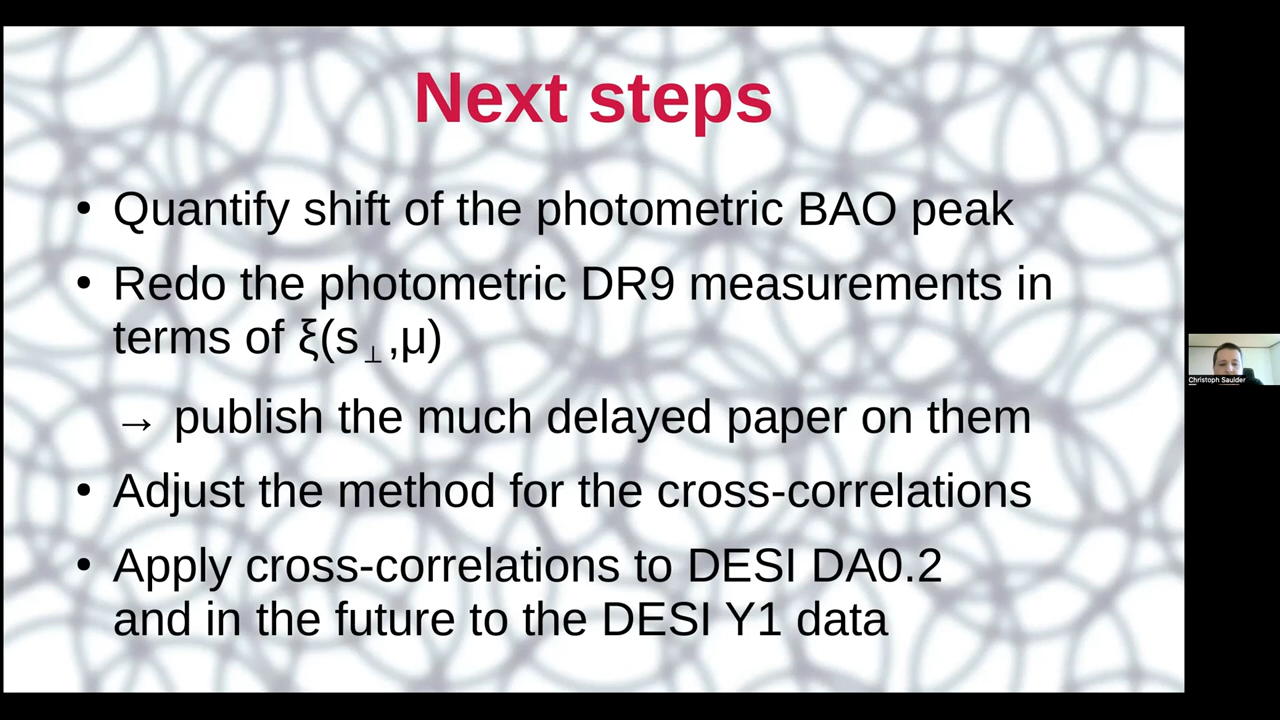 Next steps
• Quantify shift of the photometric BAO peak
• Redo the photometric DR9 measurements in
terms of ξ(s⊥,μ)
→ publish the much delayed paper on them
• Adjust the method for the cross-correlations
• Apply cross-correlations to DESI DA0.2
and in the future to the DESI Y1 data
Christoph Saulder